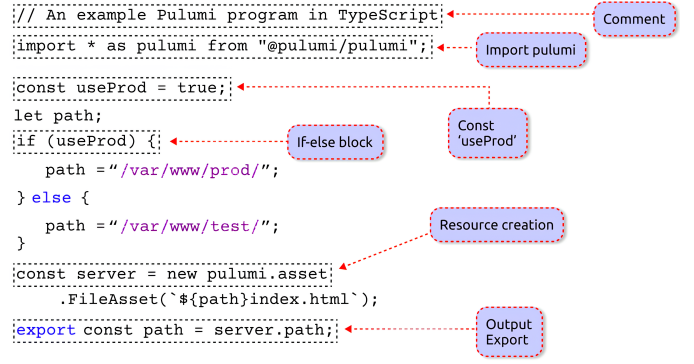 // An example Pulumi program in TypeScript
Comment
import * as pulumi from "@pulumi/pulumi";
Import pulumi
const useProd = true;
let path;
Const
‘useProd’
if (useProd) {
If-else block
path =“/var/www/prod/”;
} else {
path =“/var/www/test/”;
}
Resource creation
const server = new pulumi.asset
.FileAsset(`${path}index.html`);
export const path = server.path;
Output
Export